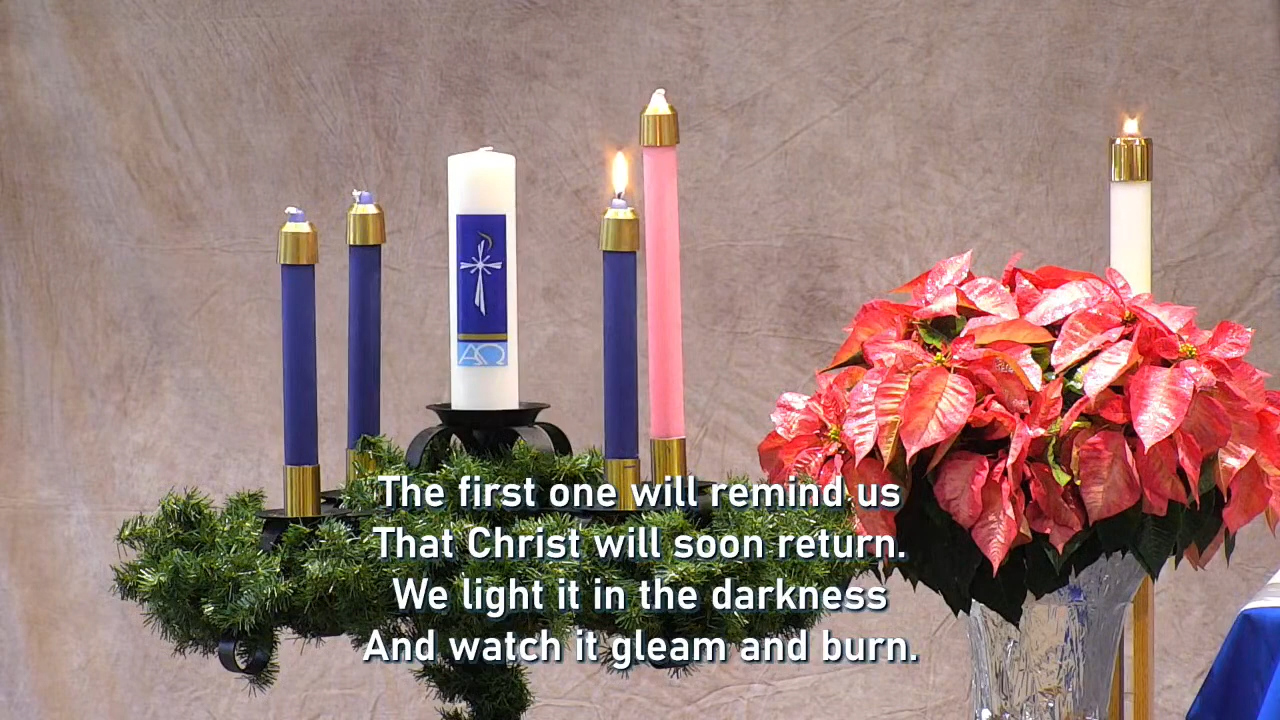 ΑΩ
The first one will remind us
That Christ will soon return.
We light it in the darkness
And watch it gleam and burn.